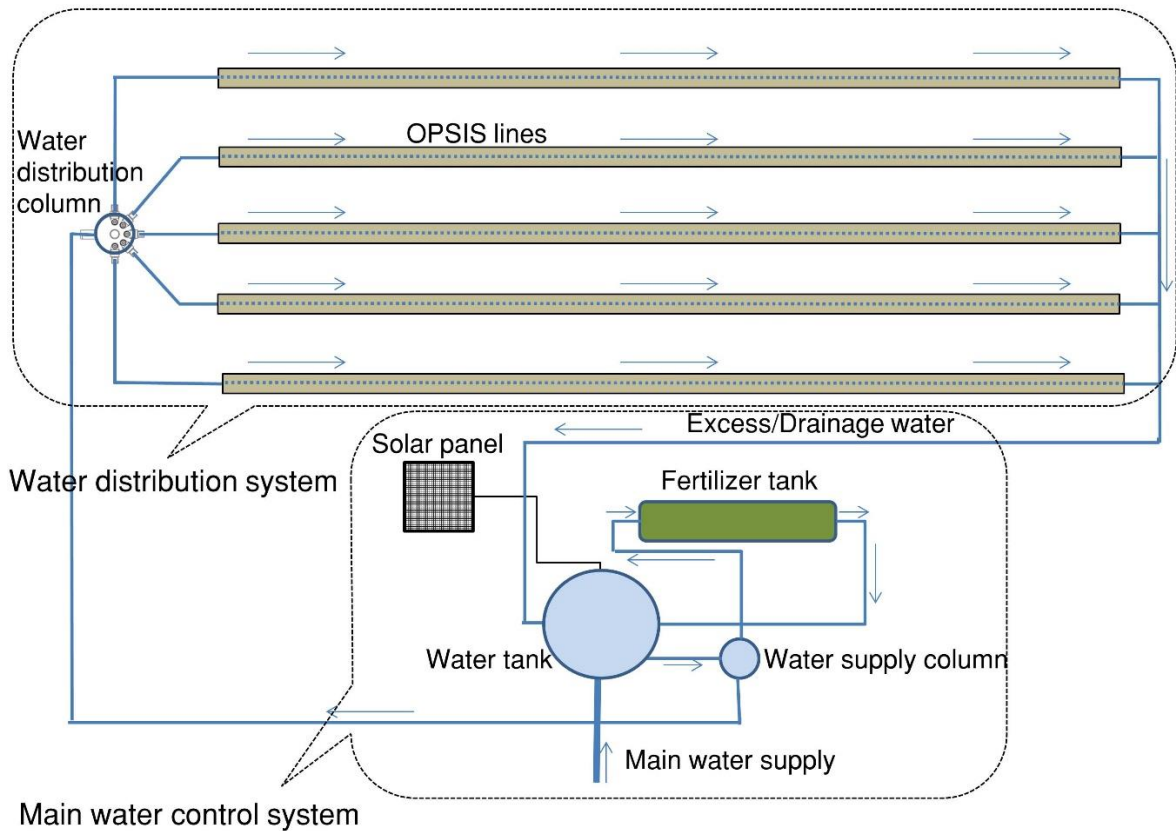 OPSIS lines
Water
distribution
column
Excess/Drainage water
Solar panel
Water distribution system
Fertilizer tank
Water tank
Water supply column
Main water supply
Main water control system